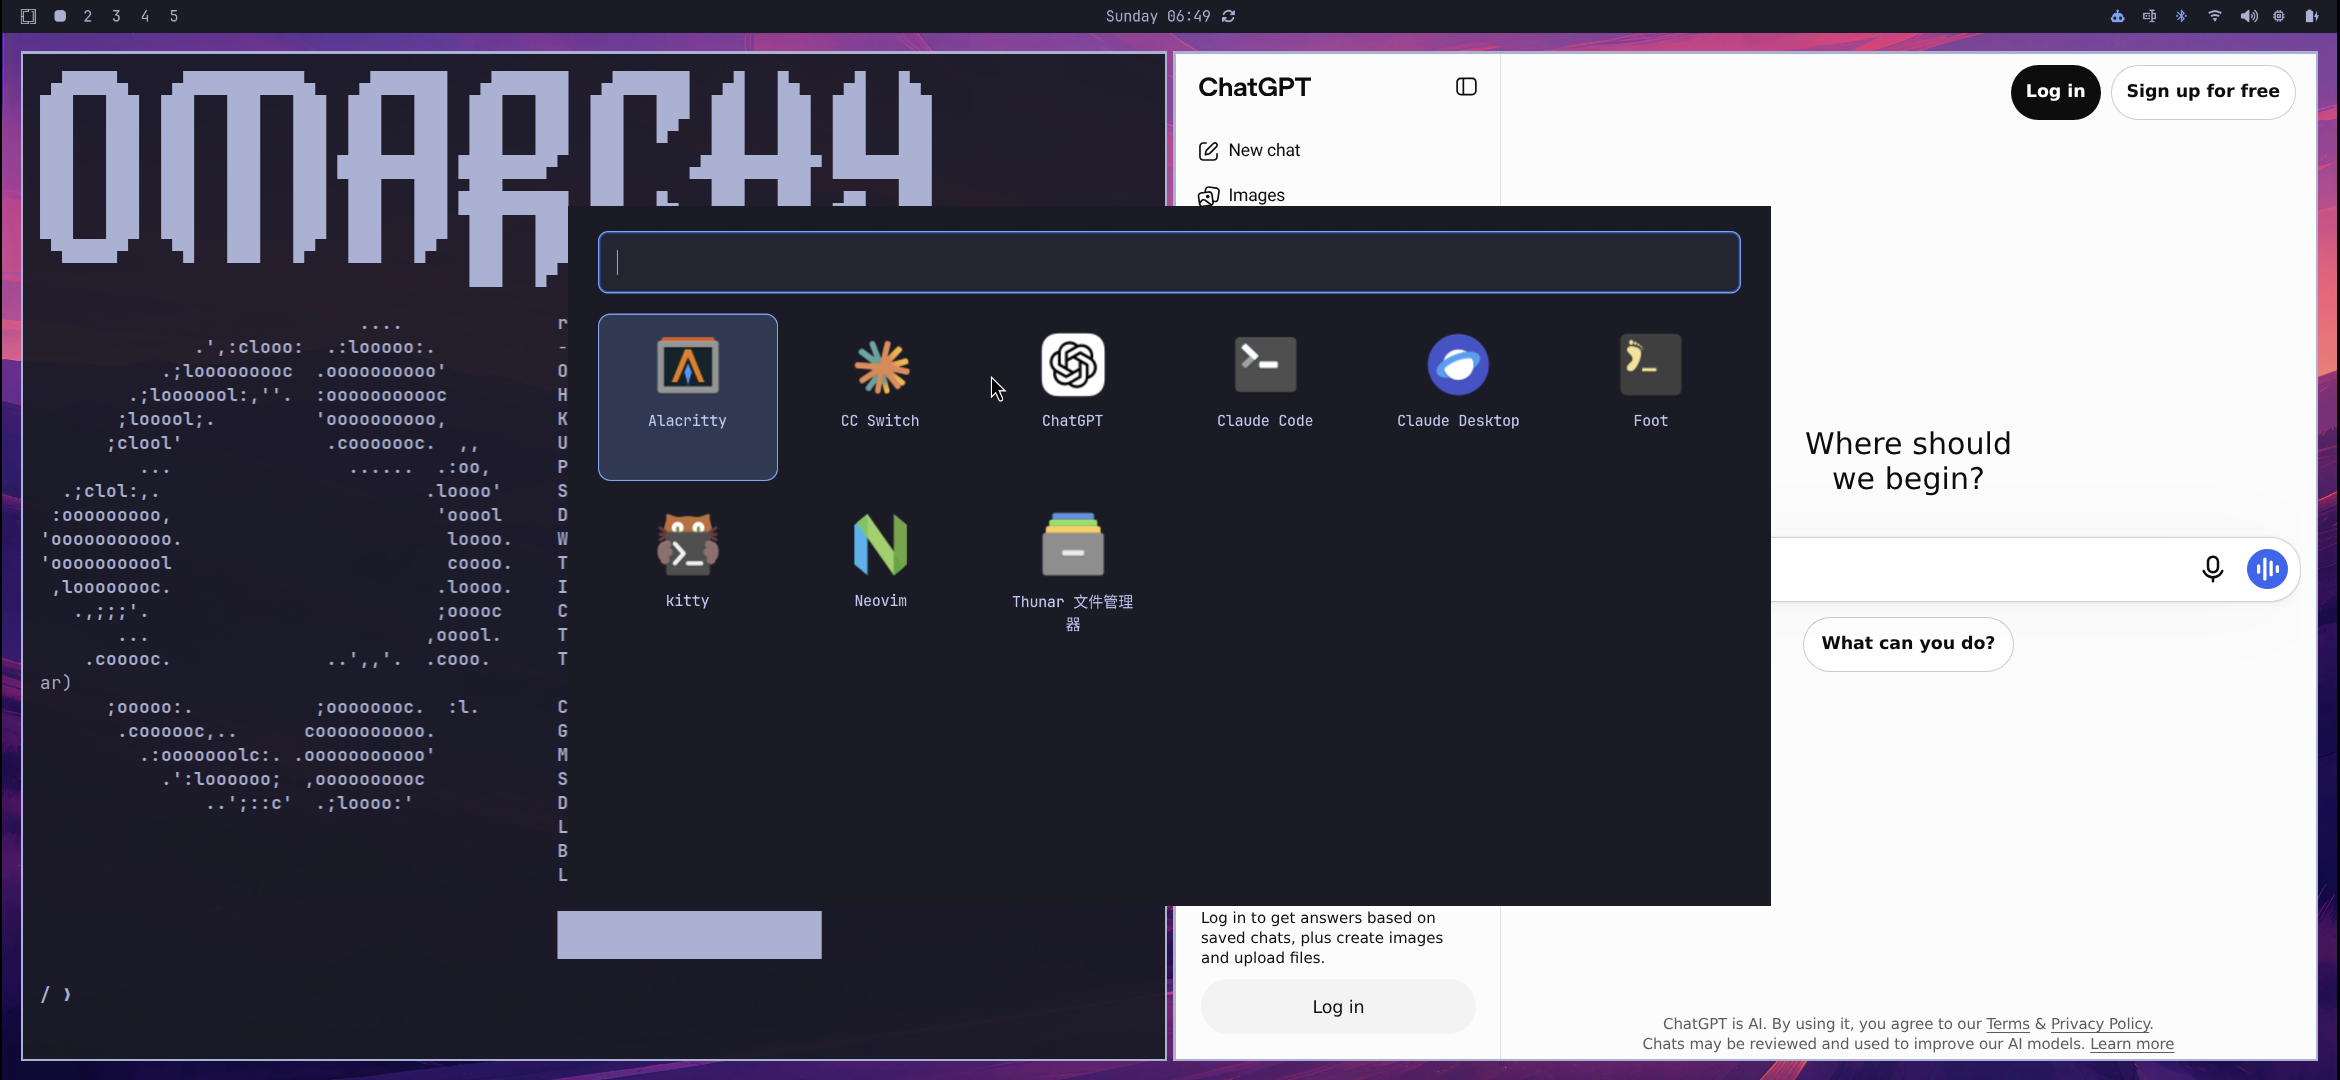 2 3 4 5
Sunday 06:49
OMARCHY
ChatGPT
Log in
Sign up for free
New chat
Images
Alacritty
CC Switch
ChatGPT
Claude Code
Claude Desktop
Foot
kitty
Neovim
Thunar 文件管理
器
r
-
O
H
K
U
P
S
D
W
T
I
C
T
T
ar)
C
G
M
S
D
L
B
L
/ ›
Where should
we begin?
What can you do?
Log in to get answers based on
saved chats, plus create images
and upload files.
Log in
ChatGPT is AI. By using it, you agree to our Terms & Privacy Policy.
Chats may be reviewed and used to improve our AI models. Learn more